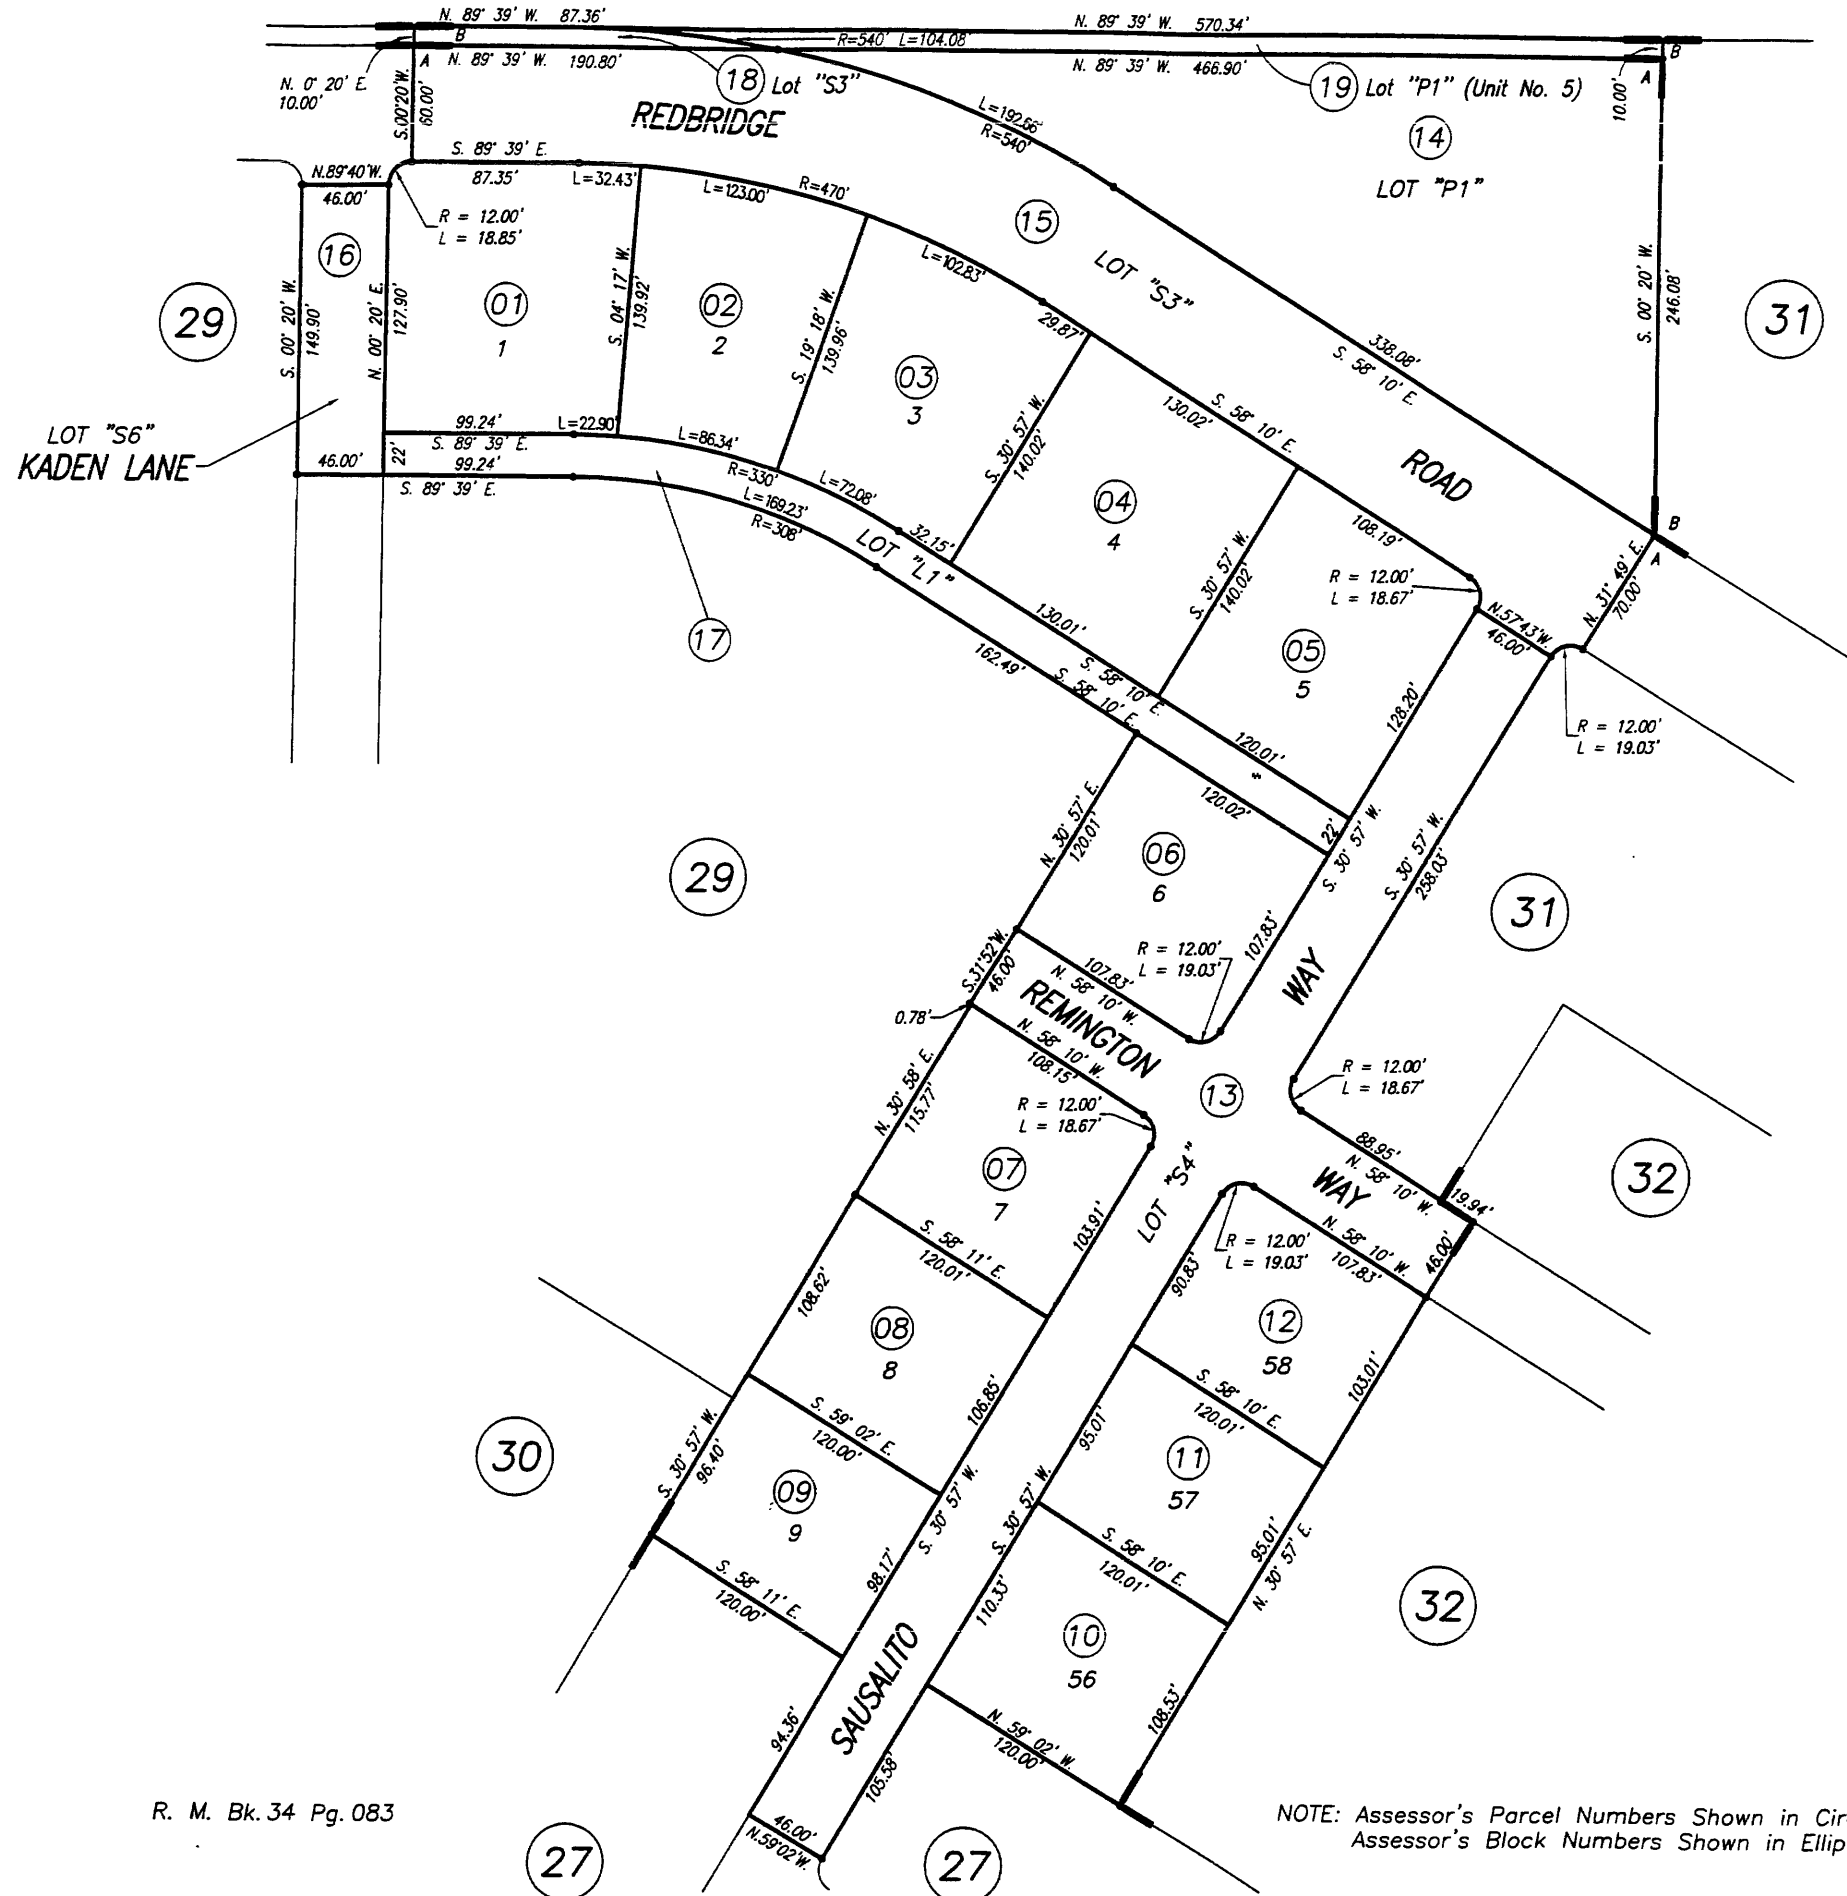 N. 89° 39' W. 87.36'
N. 89° 39' W. 570.34'
B
R=540' L=104.08'
B
A
N. 89° 39' W. 190.80'
N. 89° 39' W. 466.90'
A
N. 0° 20' E.
10.00'
S.00°20'W.
60.00'
18 Lot "S3"
19 Lot "P1" (Unit No. 5)
10.00'
REDBRIDGE
L=192.66'
R=540'
14
LOT "P1"
S. 89° 39' E.
87.35'
L=32.43'
L=123.00'
R=470'
N.89°40'W.
46.00'
R = 12.00'
L = 18.85'
15
LOT "S3"
16
L=102.83'
S. 00° 20' W.
149.90'
N. 00° 20' E.
127.90'
01
1
S. 04° 17' W.
139.92'
02
2
S. 19° 18' W.
139.96'
03
3
29.87'
S. 30° 57' W.
140.02'
338.08'
S. 58° 10' E.
S. 00° 20' W.
246.08'
29
31
S. 58° 10' E.
130.02'
LOT "S6"
KADEN LANE
99.24'
S. 89° 39' E.
L=22.90'
L=86.34'
R=330'
L=72.08'
46.00'
22'
99.24'
S. 89° 39' E.
L=169.23'
R=308'
LOT "L1"
32.15'
04
4
S. 30° 57' W.
140.02'
ROAD
108.19'
B
A
R = 12.00'
L = 18.67'
N. 31° 49' E.
70.00'
N.57°43'W.
46.00'
17
130.01'
S. 58° 10' E.
162.49'
S. 58° 10' E.
05
5
128.20'
R = 12.00'
L = 19.03'
120.01'
"
120.02'
22'
S. 30° 57' W.
N. 30° 57' E.
120.01'
06
6
S. 30° 57' W.
258.03'
29
31
107.83'
R = 12.00'
L = 19.03'
S.31°52'W.
46.00'
107.83'
N. 58° 10' W.
WAY
0.78'
REMINGTON
N. 58° 10' W.
108.15'
13
R = 12.00'
L = 18.67'
N. 30° 58' E.
115.77'
R = 12.00'
L = 18.67'
88.95'
N. 58° 10' W.
07
7
LOT "S4"
WAY
19.94'
32
103.91'
S. 58° 11' E.
120.01'
R = 12.00'
L = 19.03'
N. 58° 10' W.
107.83'
46.00'
108.62'
90.83'
08
8
12
58
103.01'
106.85'
S. 58° 10' E.
120.01'
S. 59° 02' E.
120.00'
30
S. 30° 57' W.
96.40'
95.01'
11
57
09
9
S. 30° 57' W.
S. 30° 57' W.
95.01'
N. 30° 57' E.
S. 58° 10' E.
120.01'
98.17'
S. 58° 11' E.
120.00'
110.33'
32
10
56
SAUSALITO
94.36'
108.53'
N. 59° 02' W.
120.00'
105.58'
46.00'
N.59°02'W.
R. M. Bk. 34 Pg. 083
NOTE: Assessor's Parcel Numbers Shown in Cir
Assessor's Block Numbers Shown in Ellip
27
27